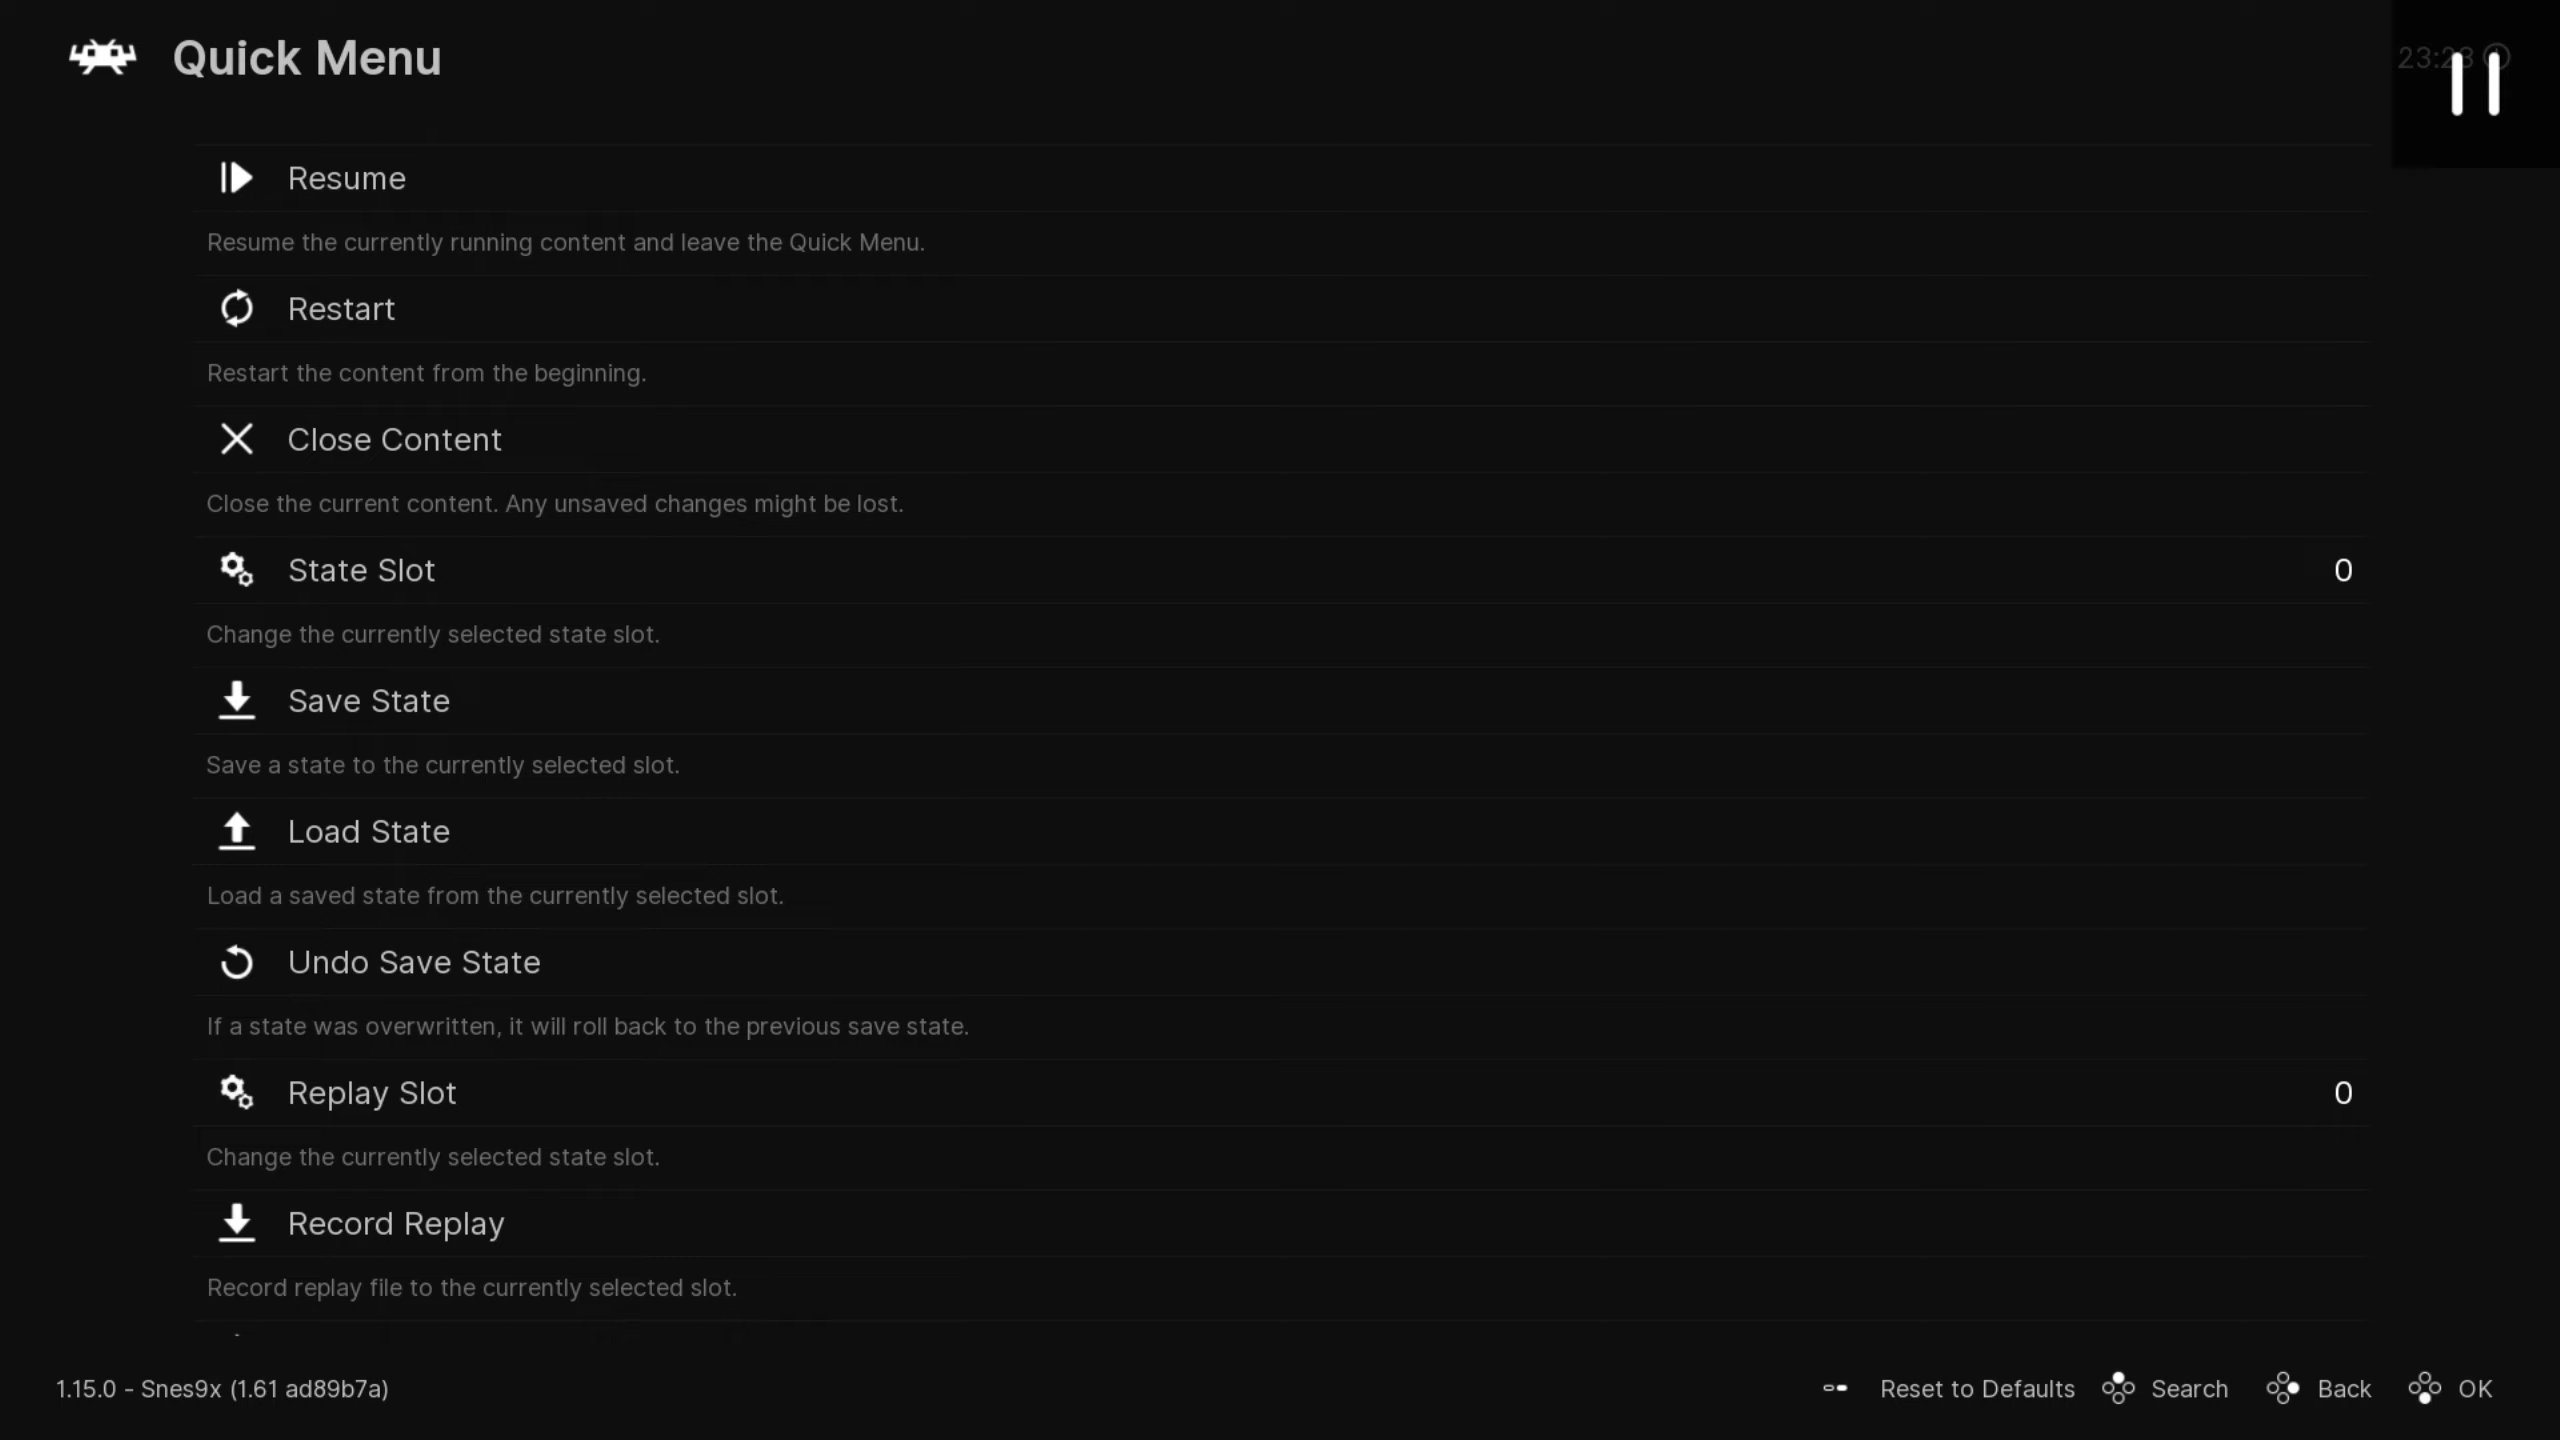 Quick Menu
23:23
Resume
Resume the currently running content and leave the Quick Menu.
Restart
Restart the content from the beginning.
Close Content
Close the current content. Any unsaved changes might be lost.
State Slot 0
Change the currently selected state slot.
Save State
Save a state to the currently selected slot.
Load State
Load a saved state from the currently selected slot.
Undo Save State
If a state was overwritten, it will roll back to the previous save state.
Replay Slot 0
Change the currently selected state slot.
Record Replay
Record replay file to the currently selected slot.
1.15.0 - Snes9x (1.61 ad89b7a) Reset to Defaults Search Back OK